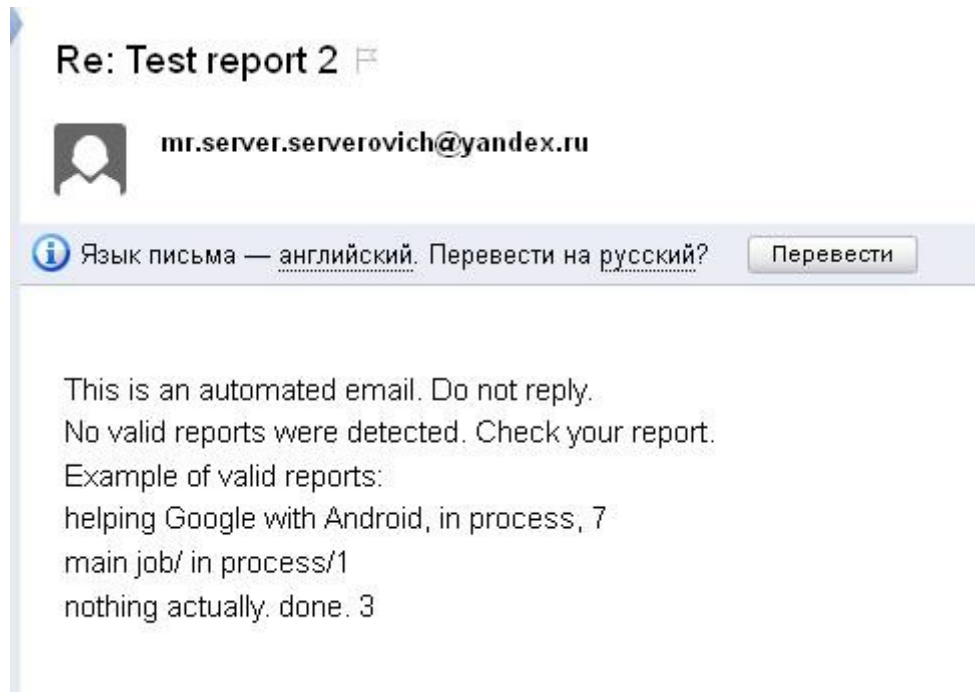 Re: Test report 2
mr.server.serverovich@yandex.ru
Язык письма — английский. Перевести на русский? Перевести
This is an automated email. Do not reply.
No valid reports were detected. Check your report.
Example of valid reports:
helping Google with Android, in process, 7
main job/ in process/1
nothing actually. done. 3